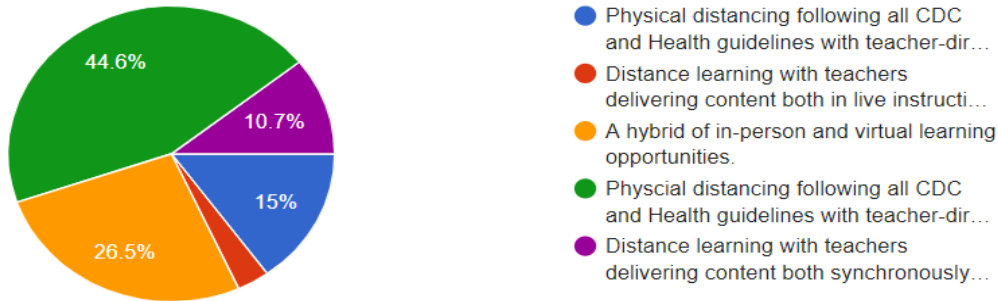 44.6%
10.7%
15%
26.5%
Physical distancing following all CDC
and Health guidelines with teacher-dir…
Distance learning with teachers
delivering content both in live instructi…
A hybrid of in-person and virtual learning
opportunities.
Physcial distancing following all CDC
and Health guidelines with teacher-dir…
Distance learning with teachers
delivering content both synchronously…